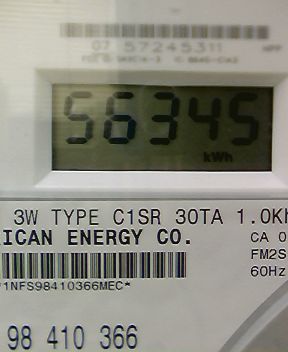 07 57245311
56345
kWh
3W TYPE C1SR 30TA 1.0Kh
ICAN ENERGY CO.
CA 0
FM2S
*1NFS98410366MEC*
60Hz
98 410 366